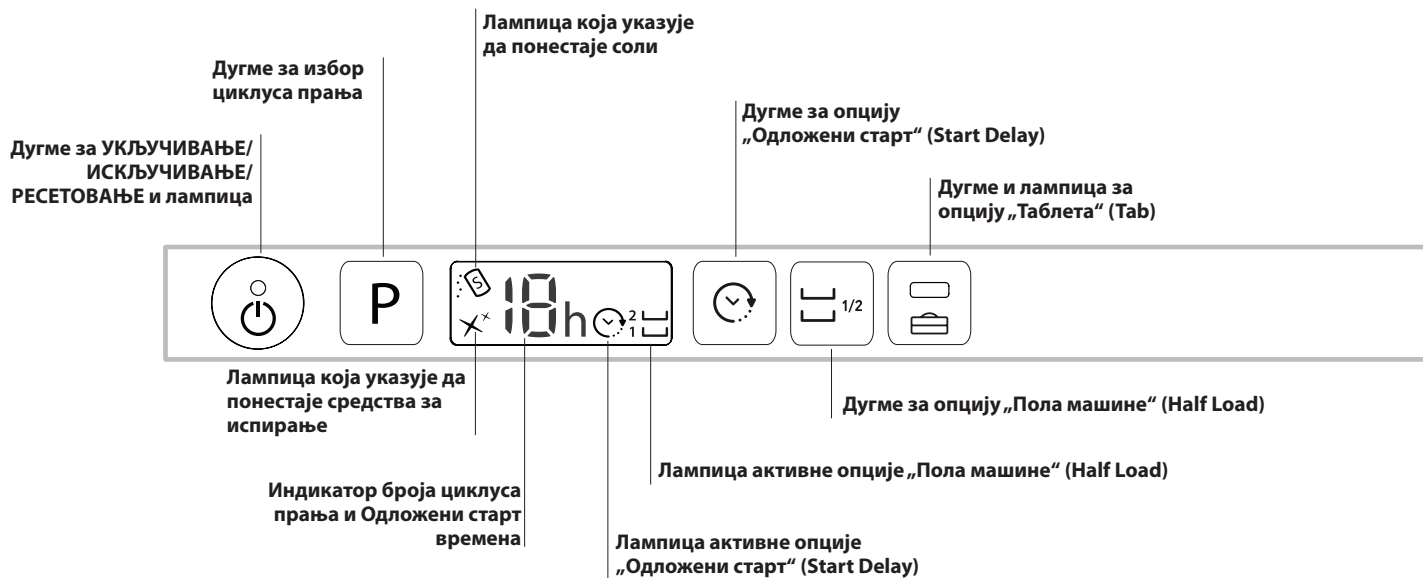 Лампица која указује
да понестаје соли
Дугме за избор
циклуса прања
Дугме за опцију
„Одложени старт“ (Start Delay)
Дугме за УКЉУЧИВАЊЕ/
ИСКЉУЧИВАЊЕ/
РЕСЕТОВАЊЕ и лампица
Дугме и лампица за
опцију „Таблета“ (Tab)
P
S
18h
2
1
1/2
Лампица која указује да
понестаје средства за
испирање
Дугме за опцију „Пола машине“ (Half Load)
Лампица активне опције „Пола машине“ (Half Load)
Индикатор броја циклуса
прања и Одложени старт
времена
Лампица активне опције
„Одложени старт“ (Start Delay)